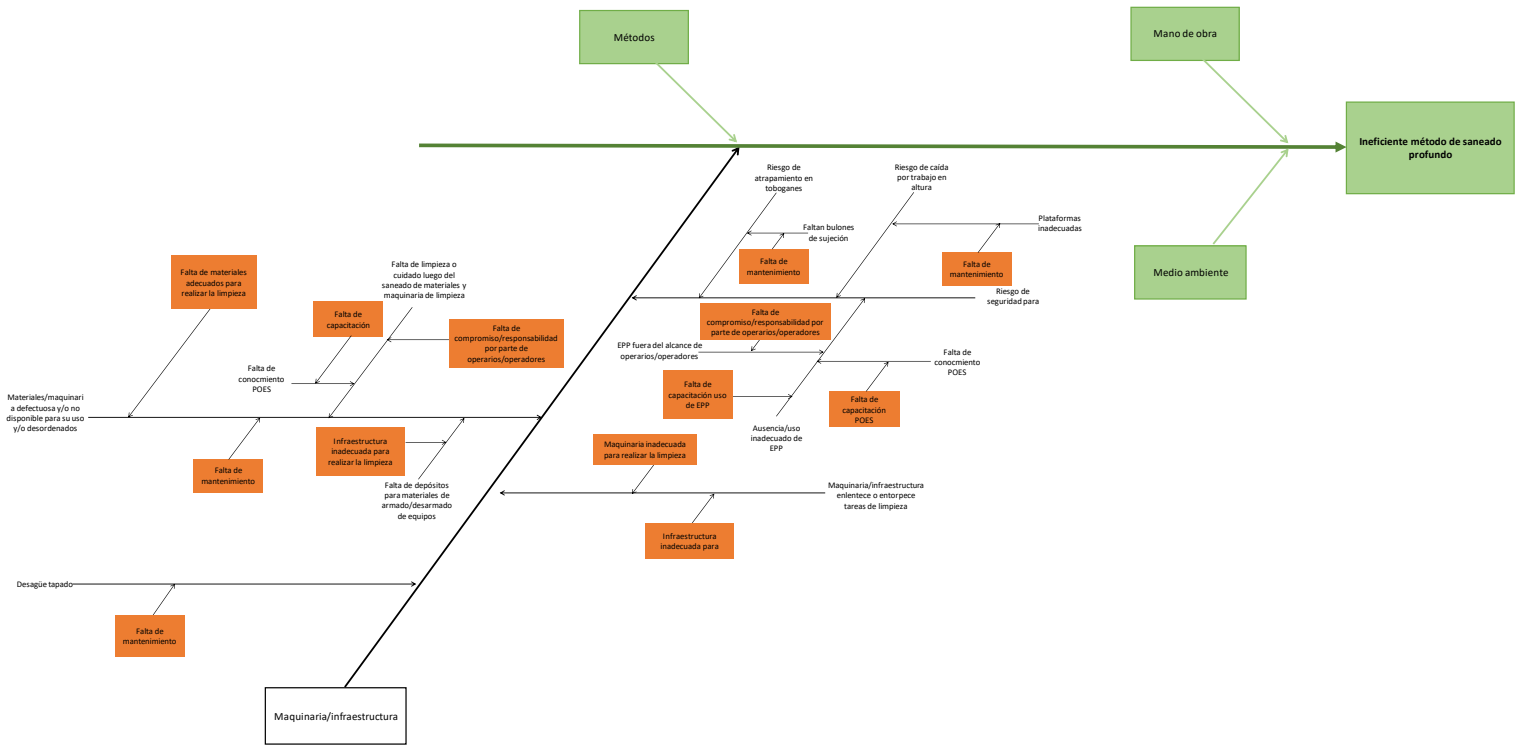 Métodos
Mano de obra
Ineficiente método de saneado
profundo
Medio ambiente
Riesgo de
atrapamiento en
toboganes
Riesgo de caída
por trabajo en
altura
Faltan bulones
de sujeción
Plataformas
inadecuadas
Falta de
mantenimiento
Falta de
mantenimiento
Riesgo de
seguridad para
Falta de materiales
adecuados para
realizar la limpieza
Falta de limpieza o
cuidado luego del
saneado de materiales y
maquinaria de limpieza
Falta de
capacitación
Falta de
compromiso/responsabilidad
por parte de
operarios/operadores
Falta de
conocmiento
POES
Materiales/maquinari
a defectuosa y/o no
disponible para su uso
y/o desordenados
Falta de
mantenimiento
Infraestructura
inadecuada para
realizar la limpieza
Falta de depósitos
para materiales de
armado/desarmado
de equipos
Falta de
compromiso/responsabilidad por
parte de operarios/operadores
EPP fuera del alcance de
operarios/operadores
Falta de
conocimiento
POES
Falta de
capacitación uso
de EPP
Falta de
capacitación
POES
Ausencia/uso
inadecuado de
EPP
Maquinaria inadecuada
para realizar la limpieza
Maquinaria/infraestructura
enlentece o entorpece
tareas de limpieza
Infraestructura
inadecuada para
Desagüe tapado
Falta de
mantenimiento
Maquinaria/infraestructura